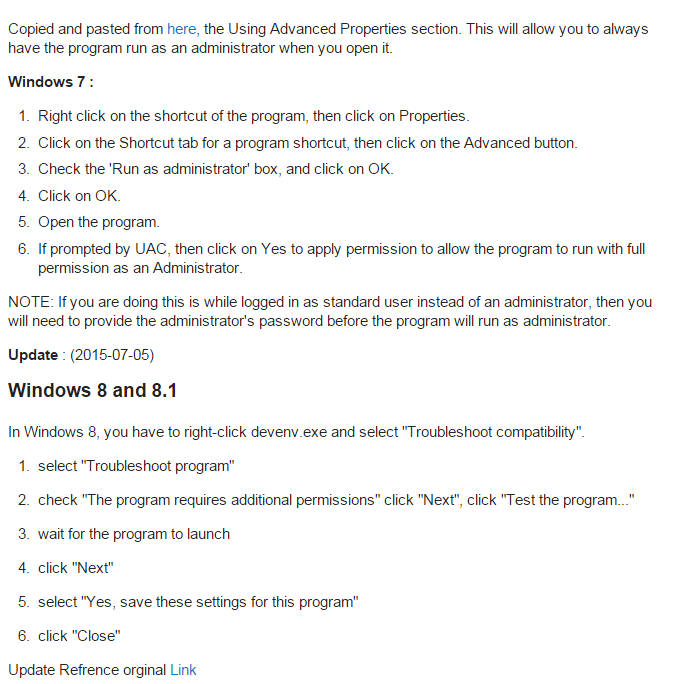 Copied and pasted from here, the Using Advanced Properties section. This will allow you to always
have the program run as an administrator when you open it.
Windows 7 :
1. Right click on the shortcut of the program, then click on Properties.
2. Click on the Shortcut tab for a program shortcut, then click on the Advanced button.
3. Check the 'Run as administrator' box, and click on OK.
4. Click on OK.
5. Open the program.
6. If prompted by UAC, then click on Yes to apply permission to allow the program to run with full
permission as an Administrator.
NOTE: If you are doing this is while logged in as standard user instead of an administrator, then you
will need to provide the administrator's password before the program will run as administrator.
Update : (2015-07-05)
Windows 8 and 8.1
In Windows 8, you have to right-click devenv.exe and select "Troubleshoot compatibility".
1. select "Troubleshoot program"
2. check "The program requires additional permissions" click "Next", click "Test the program..."
3. wait for the program to launch
4. click "Next"
5. select "Yes, save these settings for this program"
6. click "Close"
Update Refrence orginal Link